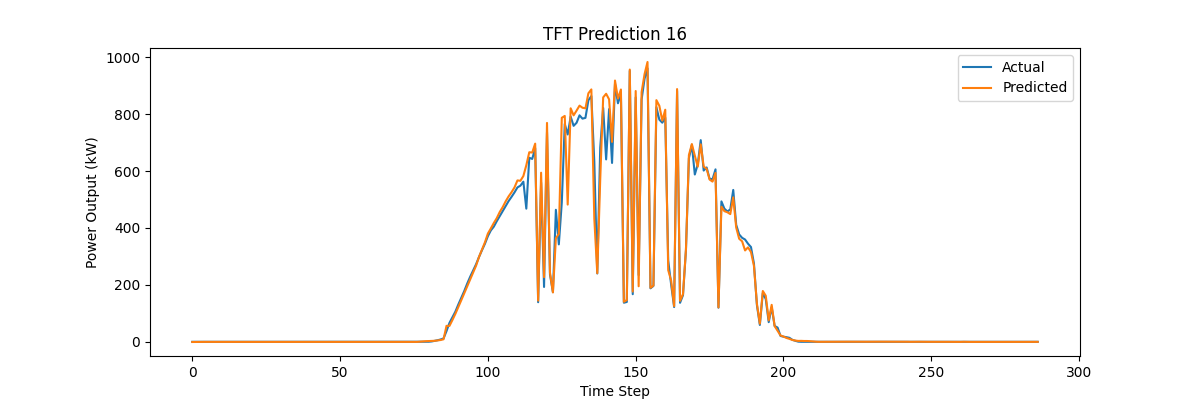 TFT Prediction 16
Power Output (kW)
1000
800
600
400
200
0
Actual
Predicted
0 50 100 150 200 250 300
Time Step